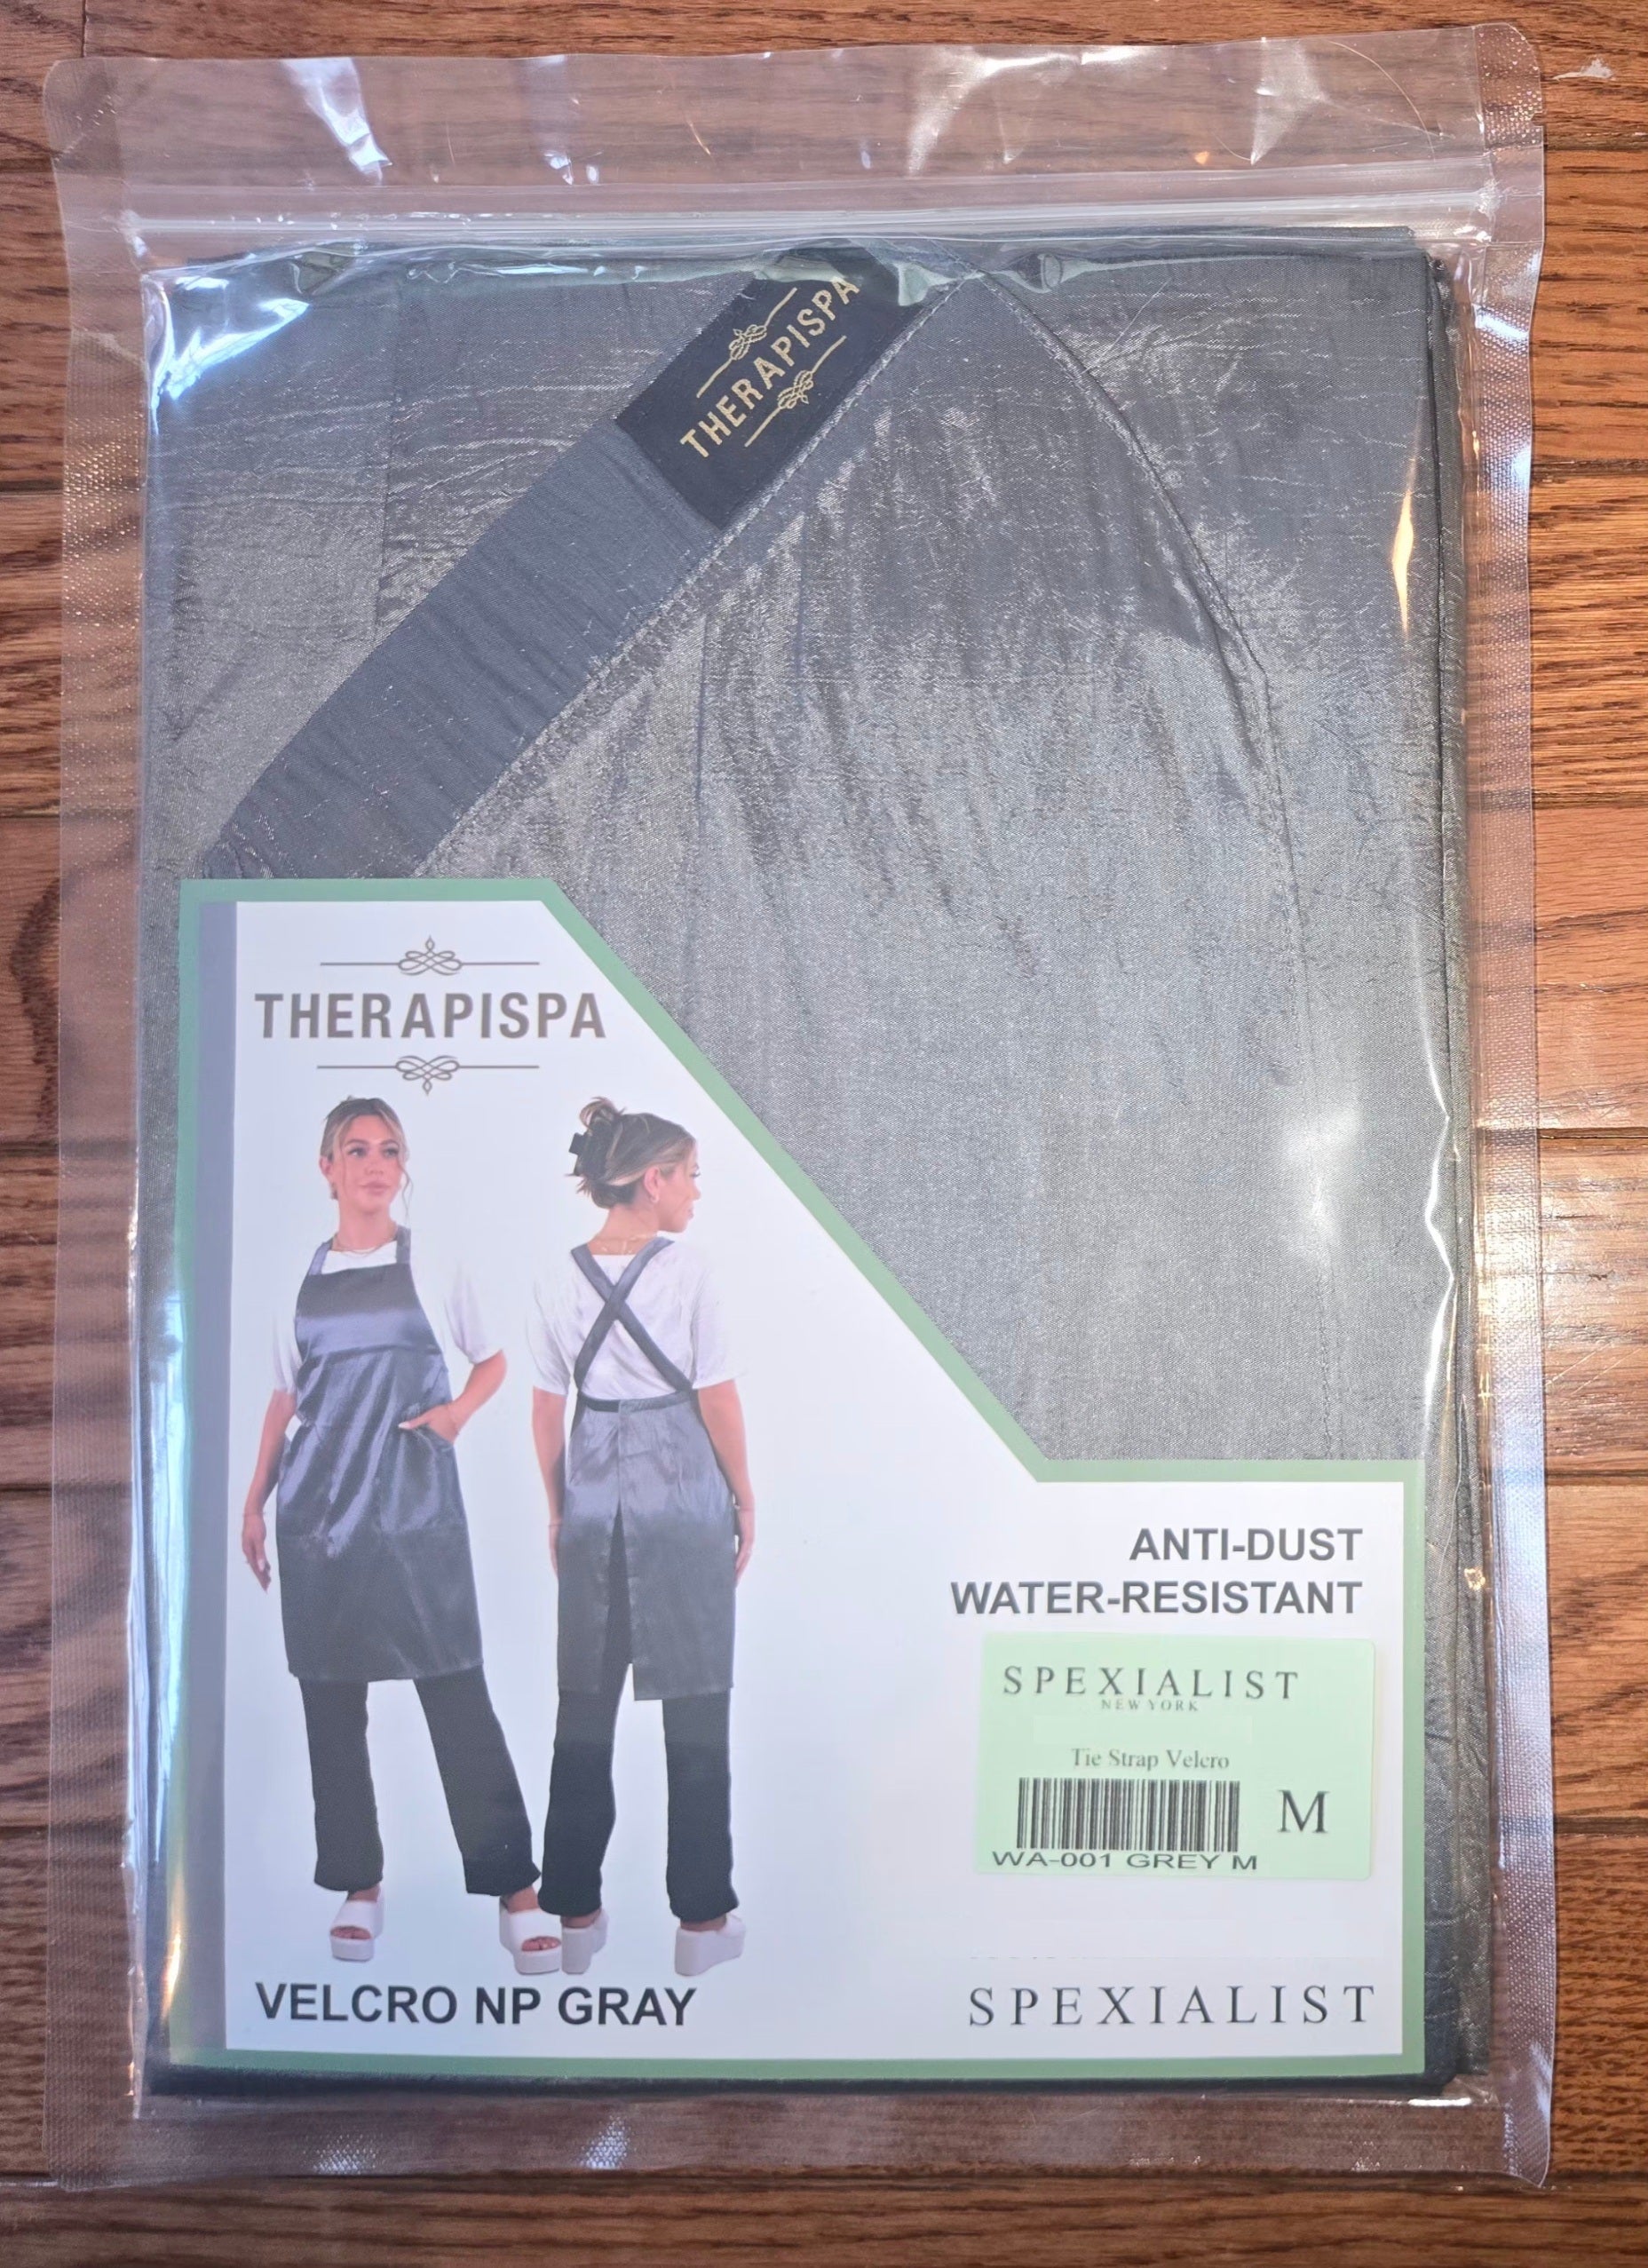 THERAPISPA
THERAPISPA
ANTI-DUST
WATER-RESISTANT
SPEXIALIST
NEW YORK
Tie Strap Velcro
M
WA-001 GREY M
VELCRO NP GRAY
SPEXIALIST